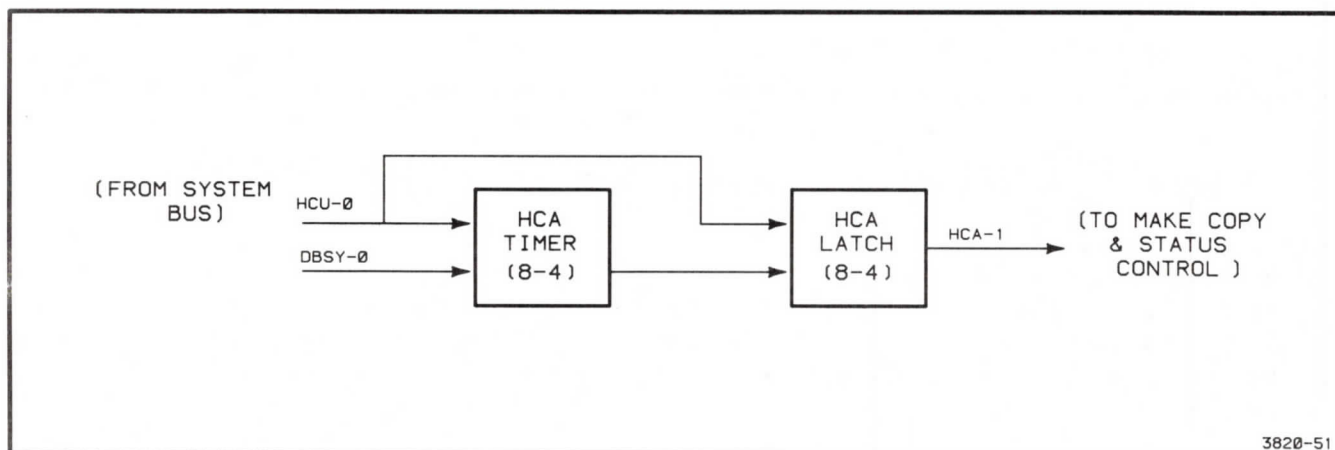 (FROM SYSTEM
BUS)
HCU-0
DBSY-0
HCA
TIMER
(8-4)
HCA
LATCH
(8-4)
HCA-1
(TO MAKE COPY
& STATUS
CONTROL )
3820-51